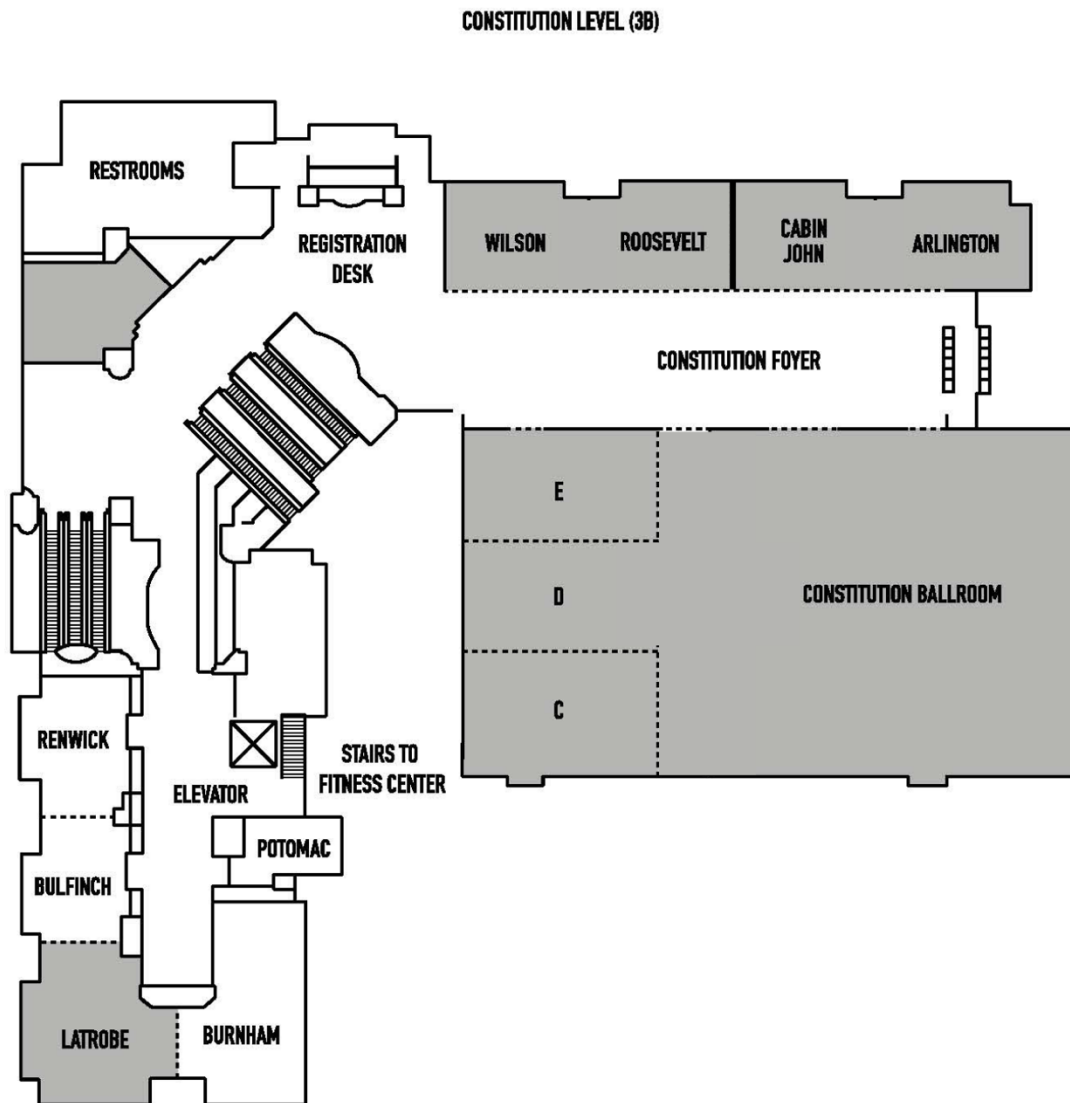 CONSTITUTION LEVEL (3B)
RESTROOMS
REGISTRATION
DESK
WILSON
ROOSEVELT
CABIN
JOHN
ARLINGTON
CONSTITUTION FOYER
E
D
CONSTITUTION BALLROOM
C
RENWICK
STAIRS TO
FITNESS CENTER
ELEVATOR
POTOMAC
BULFINCH
LATROBE
BURNHAM